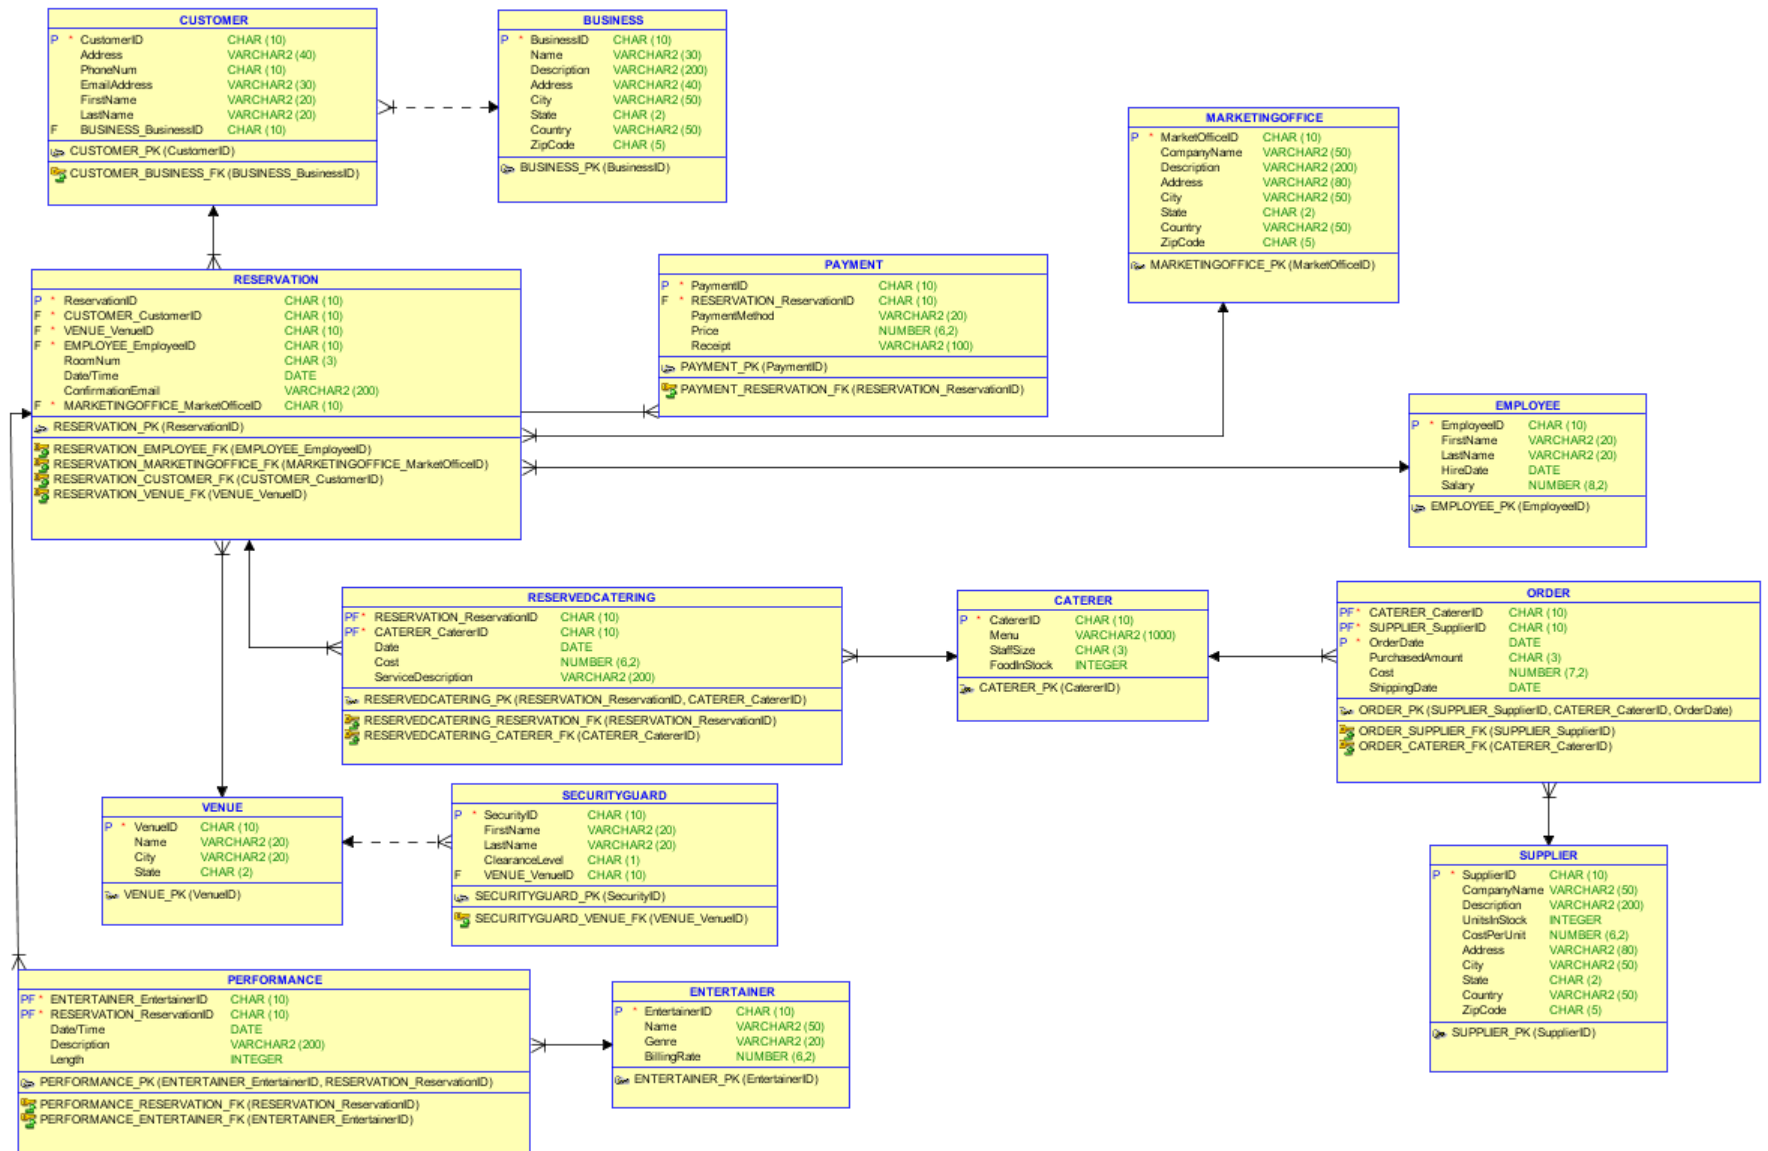 CUSTOMER
P * CustomerID CHAR (10)
Address VARCHAR2 (40)
PhoneNum CHAR (10)
EmailAddress VARCHAR2 (30)
FirstName VARCHAR2 (20)
LastName VARCHAR2 (20)
F BUSINESS_BusinessID CHAR (10)
CUSTOMER_PK (CustomerID)
CUSTOMER_BUSINESS_FK (BUSINESS_BusinessID)
BUSINESS
P * BusinessID CHAR (10)
Name VARCHAR2 (30)
Description VARCHAR2 (200)
Address VARCHAR2 (40)
City VARCHAR2 (50)
State CHAR (2)
Country VARCHAR2 (50)
ZipCode CHAR (5)
BUSINESS_PK (BusinessID)
MARKETINGOFFICE
P * MarketOfficeID CHAR (10)
CompanyName VARCHAR2 (50)
Description VARCHAR2 (200)
Address VARCHAR2 (80)
City VARCHAR2 (50)
State CHAR (2)
Country VARCHAR2 (50)
ZipCode CHAR (5)
MARKETINGOFFICE_PK (MarketOfficeID)
RESERVATION
P * ReservationID CHAR (10)
F * CUSTOMER_CustomerID CHAR (10)
F * VENUE_VenueID CHAR (10)
F * EMPLOYEE_EmployeeID CHAR (10)
RoomNum CHAR (3)
Date/Time DATE
ConfirmationEmail VARCHAR2 (200)
F * MARKETINGOFFICE_MarketOfficeID CHAR (10)
RESERVATION_PK (ReservationID)
RESERVATION_EMPLOYEE_FK (EMPLOYEE_EmployeeID)
RESERVATION_MARKETINGOFFICE_FK (MARKETINGOFFICE_MarketOfficeID)
RESERVATION_CUSTOMER_FK (CUSTOMER_CustomerID)
RESERVATION_VENUE_FK (VENUE_VenueID)
PAYMENT
P * PaymentID CHAR (10)
F * RESERVATION_ReservationID CHAR (10)
PaymentMethod VARCHAR2 (20)
Price NUMBER (6,2)
Receipt VARCHAR2 (100)
PAYMENT_PK (PaymentID)
PAYMENT_RESERVATION_FK (RESERVATION_ReservationID)
EMPLOYEE
P * EmployeeID CHAR (10)
FirstName VARCHAR2 (20)
LastName VARCHAR2 (20)
HireDate DATE
Salary NUMBER (8,2)
EMPLOYEE_PK (EmployeeID)
RESERVEDCATERING
PF * RESERVATION_ReservationID CHAR (10)
PF * CATERER_CatererID CHAR (10)
Date DATE
Cost NUMBER (6,2)
ServiceDescription VARCHAR2 (200)
RESERVEDCATERING_PK (RESERVATION_ReservationID, CATERER_CatererID)
RESERVEDCATERING_RESERVATION_FK (RESERVATION_ReservationID)
RESERVEDCATERING_CATERER_FK (CATERER_CatererID)
CATERER
P * CatererID CHAR (10)
Menu VARCHAR2 (1000)
StaffSize CHAR (3)
FoodInStock INTEGER
CATERER_PK (CatererID)
ORDER
PF * CATERER_CatererID CHAR (10)
PF * SUPPLIER_SupplierID CHAR (10)
P * OrderDate DATE
PurchasedAmount CHAR (3)
Cost NUMBER (7,2)
ShippingDate DATE
ORDER_PK (SUPPLIER_SupplierID, CATERER_CatererID, OrderDate)
ORDER_SUPPLIER_FK (SUPPLIER_SupplierID)
ORDER_CATERER_FK (CATERER_CatererID)
VENUE
P * VenueID CHAR (10)
Name VARCHAR2 (20)
City VARCHAR2 (20)
State CHAR (2)
VENUE_PK (VenueID)
SECURITYGUARD
P * SecurityID CHAR (10)
FirstName VARCHAR2 (20)
LastName VARCHAR2 (20)
ClearanceLevel CHAR (1)
F VENUE_VenueID CHAR (10)
SECURITYGUARD_PK (SecurityID)
SECURITYGUARD_VENUE_FK (VENUE_VenueID)
SUPPLIER
P * SupplierID CHAR (10)
CompanyName VARCHAR2 (50)
Description VARCHAR2 (200)
UnitsInStock INTEGER
CostPerUnit NUMBER (6,2)
Address VARCHAR2 (80)
City VARCHAR2 (50)
State CHAR (2)
Country VARCHAR2 (50)
ZipCode CHAR (5)
SUPPLIER_PK (SupplierID)
PERFORMANCE
PF * ENTERTAINER_EntertainerID CHAR (10)
PF * RESERVATION_ReservationID CHAR (10)
Date/Time DATE
Description VARCHAR2 (200)
Length INTEGER
PERFORMANCE_PK (ENTERTAINER_EntertainerID, RESERVATION_ReservationID)
PERFORMANCE_RESERVATION_FK (RESERVATION_ReservationID)
PERFORMANCE_ENTERTAINER_FK (ENTERTAINER_EntertainerID)
ENTERTAINER
P * EntertainerID CHAR (10)
Name VARCHAR2 (50)
Genre VARCHAR2 (20)
BillingRate NUMBER (6,2)
ENTERTAINER_PK (EntertainerID)